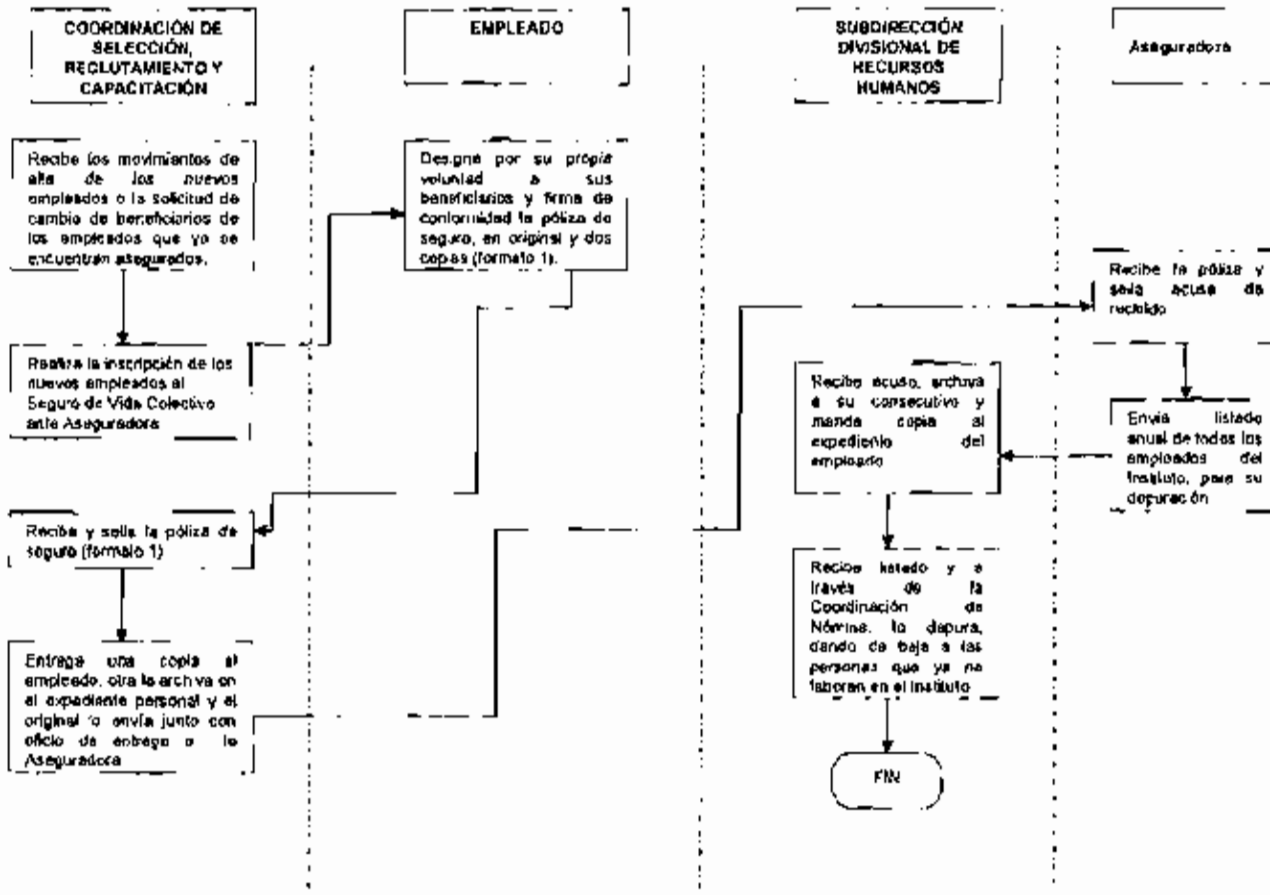 COORDINACIÓN DE
SELECCIÓN,
RECLUTAMIENTO Y
CAPACITACIÓN
EMPLEADO
SUBDIRECCIÓN
DIVISIONAL DE
RECURSOS
HUMANOS
Aseguradora
Recibe los movimientos de
alta de los nuevos
empleados o la solicitud de
cambio de beneficiarios de
los empleados que ya se
encuentran asegurados.
Realiza la inscripción de los
nuevos empleados al
Seguro de Vida Colectivo
ante Aseguradora
Recibe y sella la póliza de
seguro (formato 1)
Entrega una copia al
empleado, otra la archiva en
el expediente personal y el
original lo envía junto con
oficio de entrega a la
Aseguradora
Designa por su propia
voluntad a sus
beneficiarios y firma de
conformidad la póliza de
seguro, en original y dos
copias (formato 1).
Recibe acuso, archiva
a su consecutivo y
manda copia al
expediente del
empleado
Recibe listado y a
través de la
Coordinación de
Nómina, lo depura,
dando de baja a las
personas que ya no
laboran en el Instituto
FIN
Recibe la póliza y
sella acuse de
recibido
Envía listado
anual de todos los
empleados del
Instituto, para su
depuración